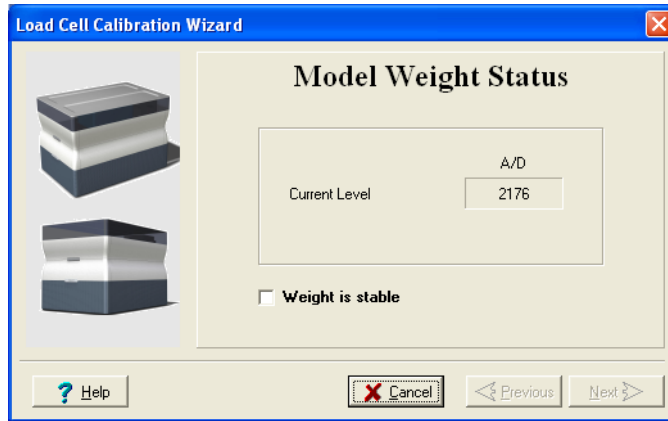 Load Cell Calibration Wizard
Model Weight Status
A/D
Current Level 2176
Weight is stable
? Help Cancel Previous Next